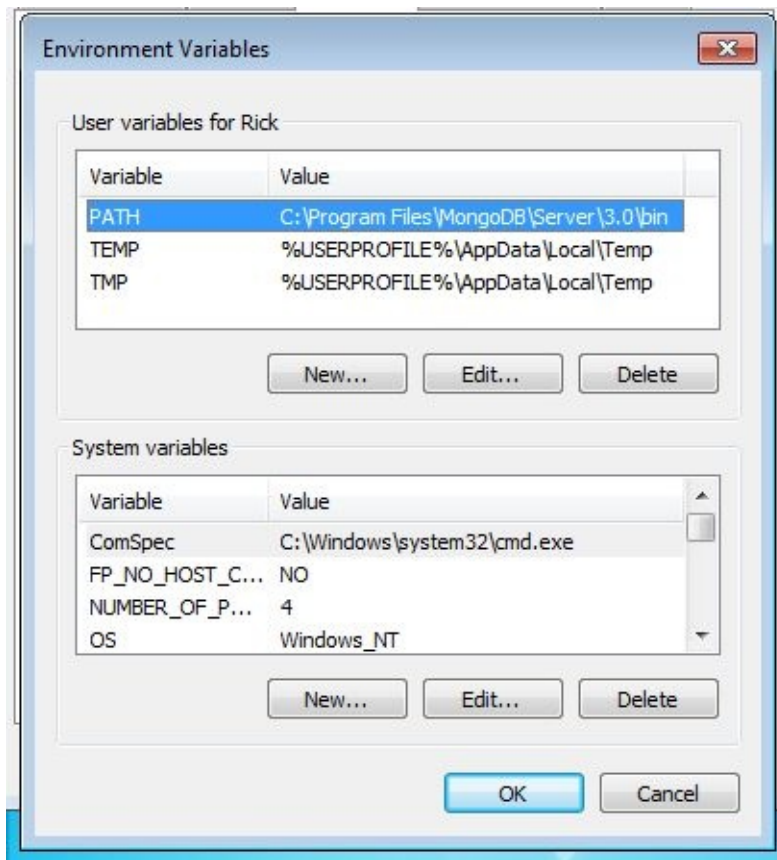 Environment Variables
User variables for Rick
Variable Value
PATH C:\Program Files\MongoDB\Server\3.0\bin
TEMP %USERPROFILE%\AppData\Local\Temp
TMP %USERPROFILE%\AppData\Local\Temp
New... Edit... Delete
System variables
Variable Value
ComSpec C:\Windows\system32\cmd.exe
FP_NO_HOST_C... NO
NUMBER_OF_P... 4
OS Windows_NT
New... Edit... Delete
OK Cancel